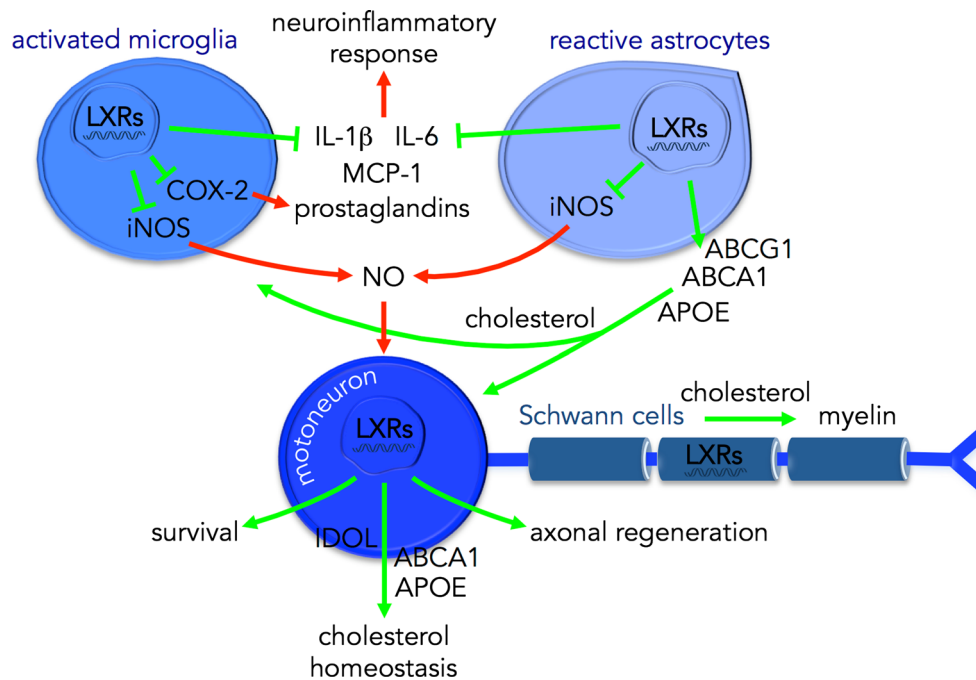 neuroinflammatory
response
activated microglia
reactive astrocytes
LXRs
IL-1β IL-6
MCP-1
LXRs
COX-2
prostaglandins
iNOS
iNOS
NO
ABCG1
ABCA1
APOE
cholesterol
motoneuron
LXRs
Schwann cells
cholesterol
myelin
LXRs
survival
IDOL
ABCA1
APOE
axonal regeneration
cholesterol
homeostasis